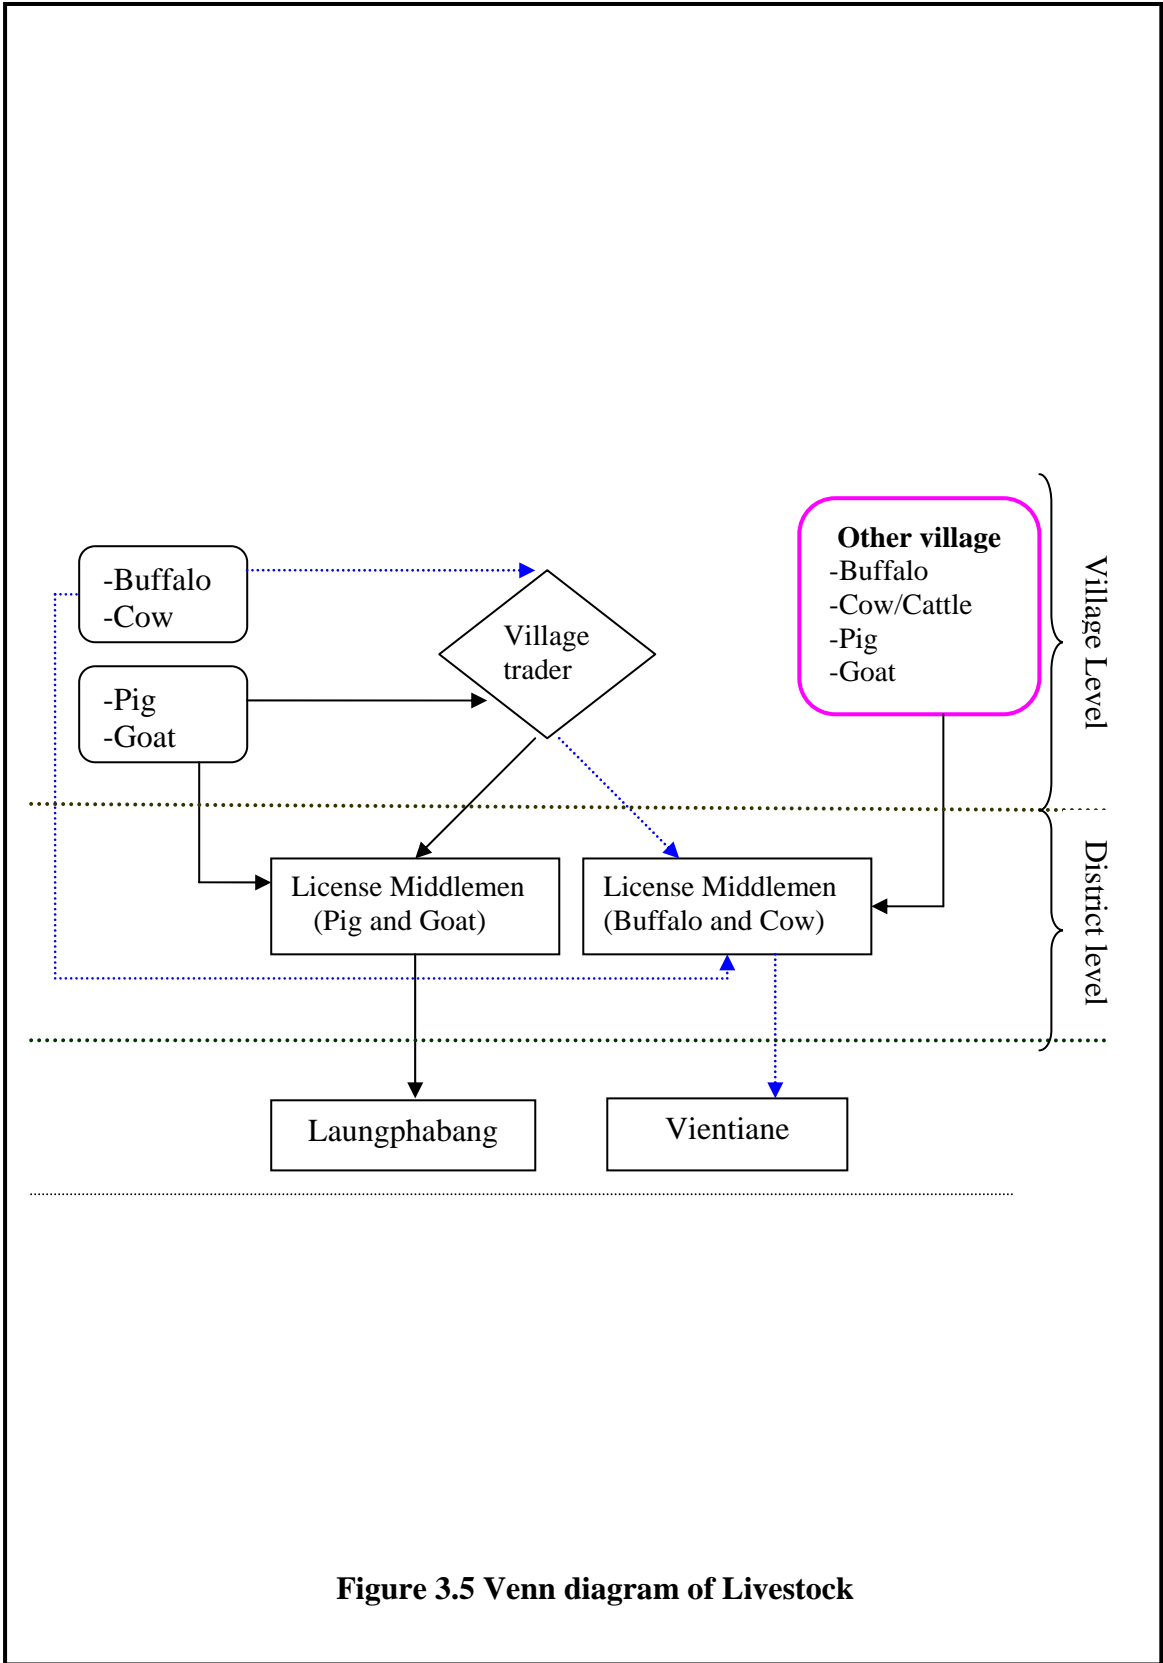 -Buffalo
-Cow
-Pig
-Goat
Village
trader
Other village
-Buffalo
-Cow/Cattle
-Pig
-Goat
Village Level
License Middlemen
(Pig and Goat)
License Middlemen
(Buffalo and Cow)
District level
Laungphabang
Vientiane
Figure 3.5 Venn diagram of Livestock